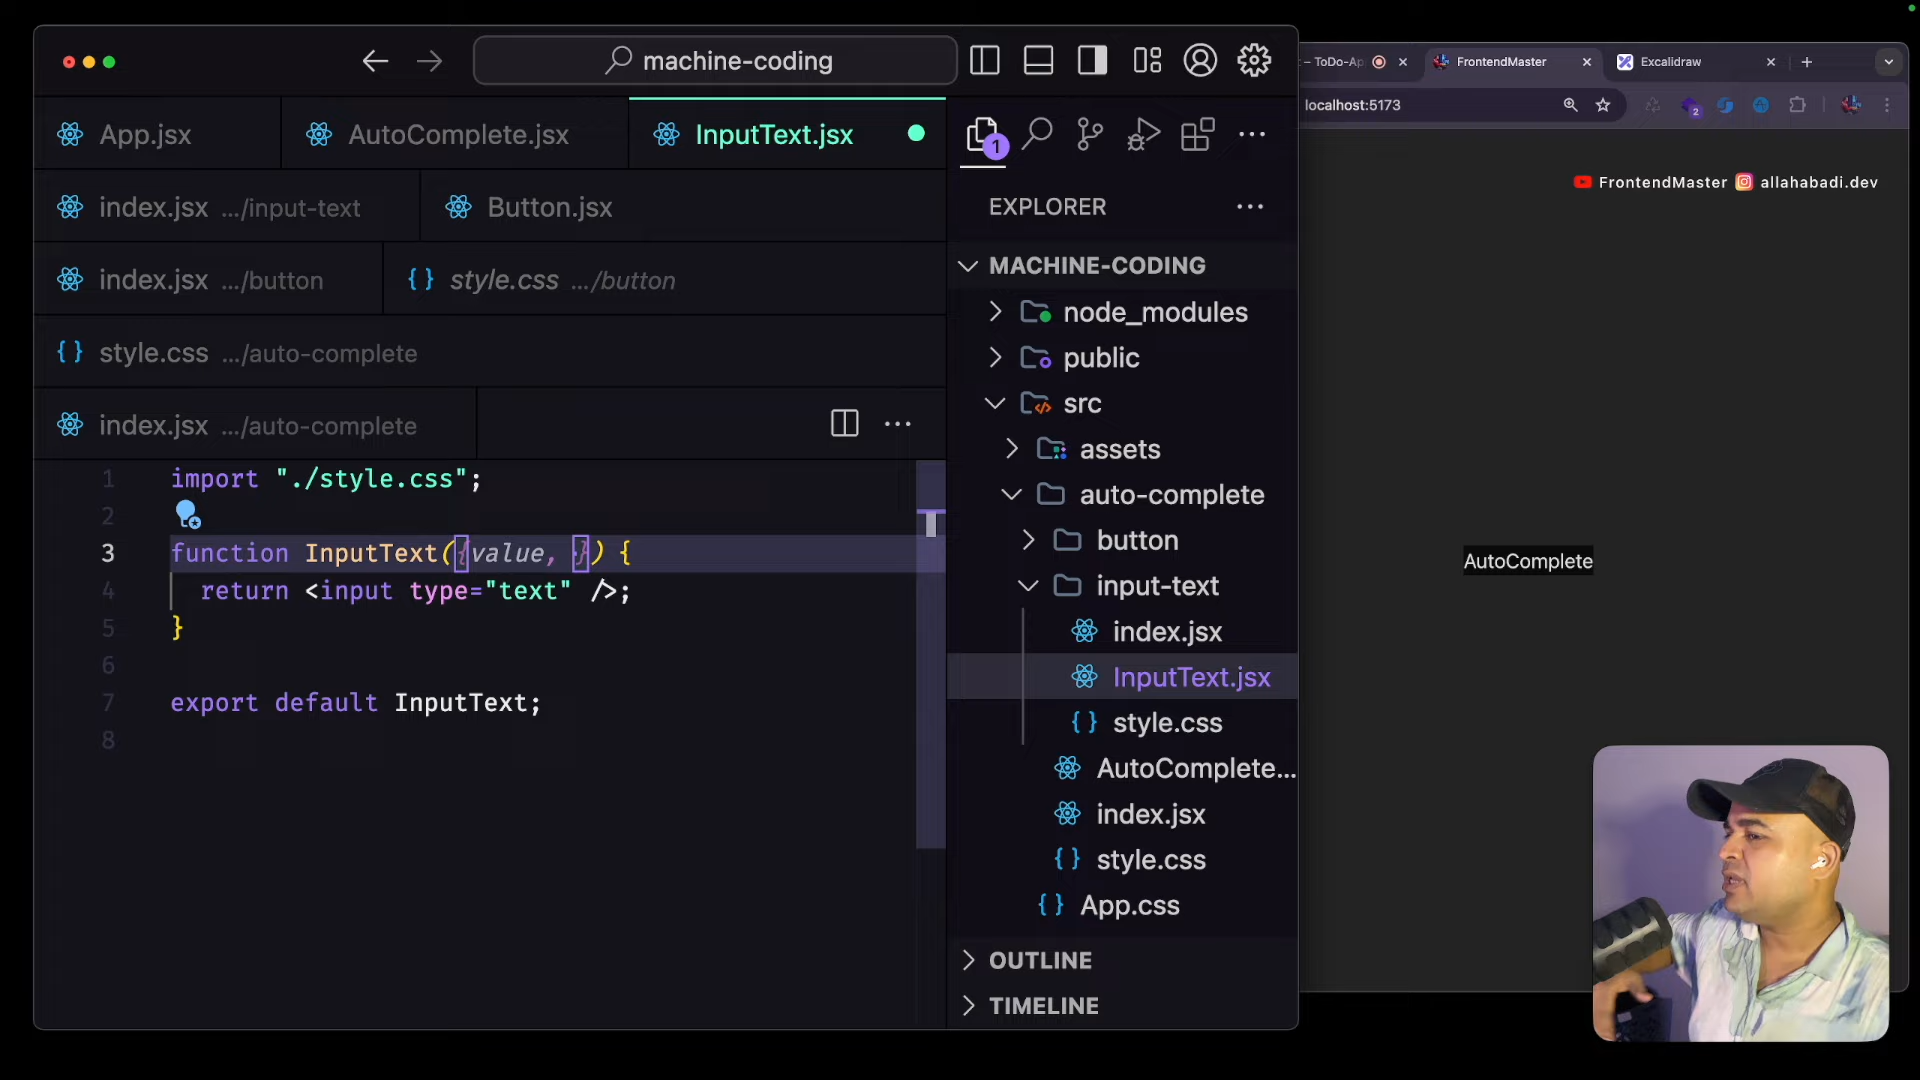 machine-coding
App.jsx
AutoComplete.jsx
InputText.jsx
index.jsx .../input-text
Button.jsx
index.jsx .../button
style.css .../button
style.css .../auto-complete
index.jsx .../auto-complete
1 import "./style.css";
2
3 function InputText({value, }) {
4 return <input type="text" />;
5 }
6
7 export default InputText;
8
1
EXPLORER
MACHINE-CODING
node_modules
public
src
assets
auto-complete
button
input-text
index.jsx
InputText.jsx
style.css
AutoComplete...
index.jsx
style.css
App.css
OUTLINE
TIMELINE
– ToDo-Ap
FrontendMaster
Excalidraw
localhost:5173
2
FrontendMaster allahabadi.dev
AutoComplete